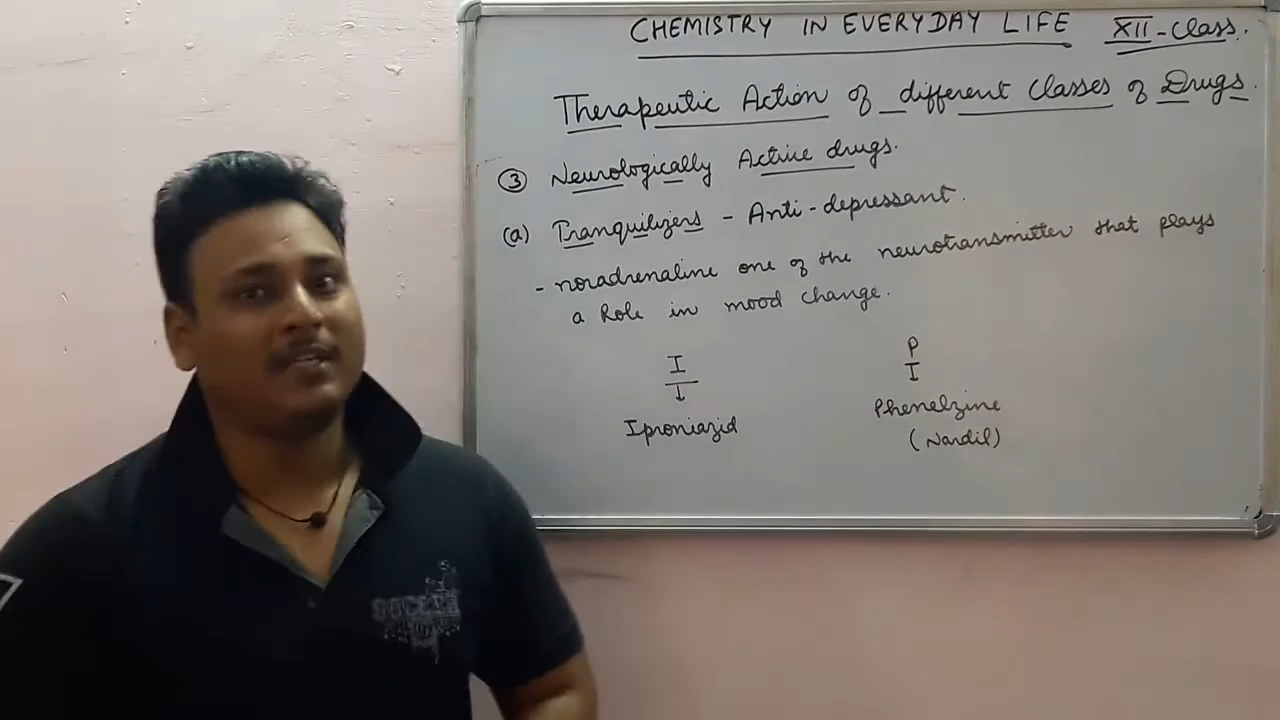 CHEMISTRY IN EVERYDAY LIFE XII-Class.
Therapeutic Action of different Classes of Drugs.
③ Neurologically Active drugs.
(a) Tranquilizers - Anti-depressant.
- noradrenaline one of the neurotransmitter that plays
a Role in mood change.
I
↓
Iproniazid
P
I
Phenelzine
(Nardil)